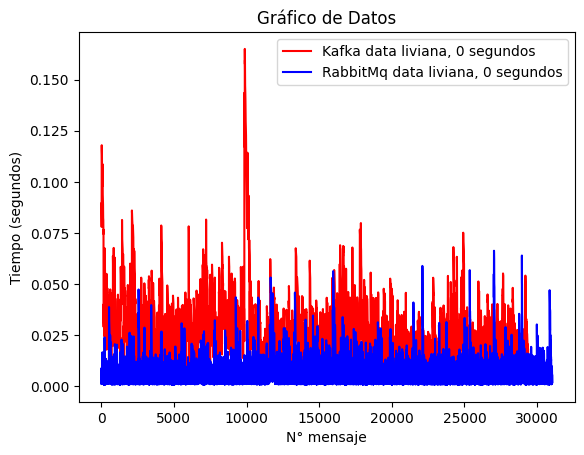 Gráfico de Datos
Kafka data liviana, 0 segundos
RabbitMq data liviana, 0 segundos
Tiempo (segundos)
0.150
0.125
0.100
0.075
0.050
0.025
0.000
0
5000
10000
15000
20000
25000
30000
N° mensaje